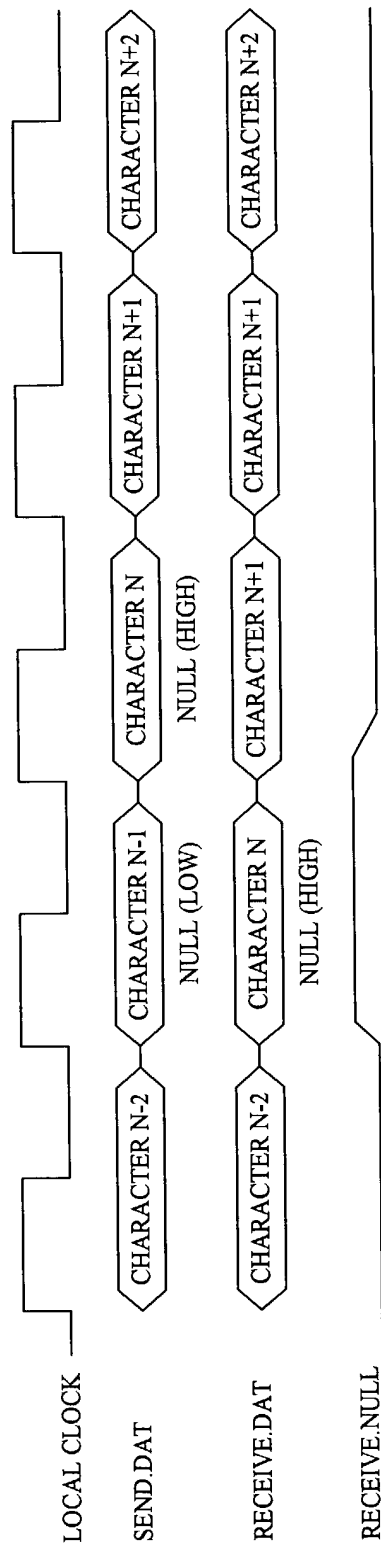 LOCAL CLOCK
SEND.DAT
CHARACTER N-2
CHARACTER N-1
CHARACTER N
CHARACTER N+1
CHARACTER N+2
NULL (LOW)
NULL (HIGH)
RECEIVE.DAT
CHARACTER N-2
CHARACTER N
CHARACTER N+1
CHARACTER N+1
CHARACTER N+2
NULL (HIGH)
RECEIVE.NULL